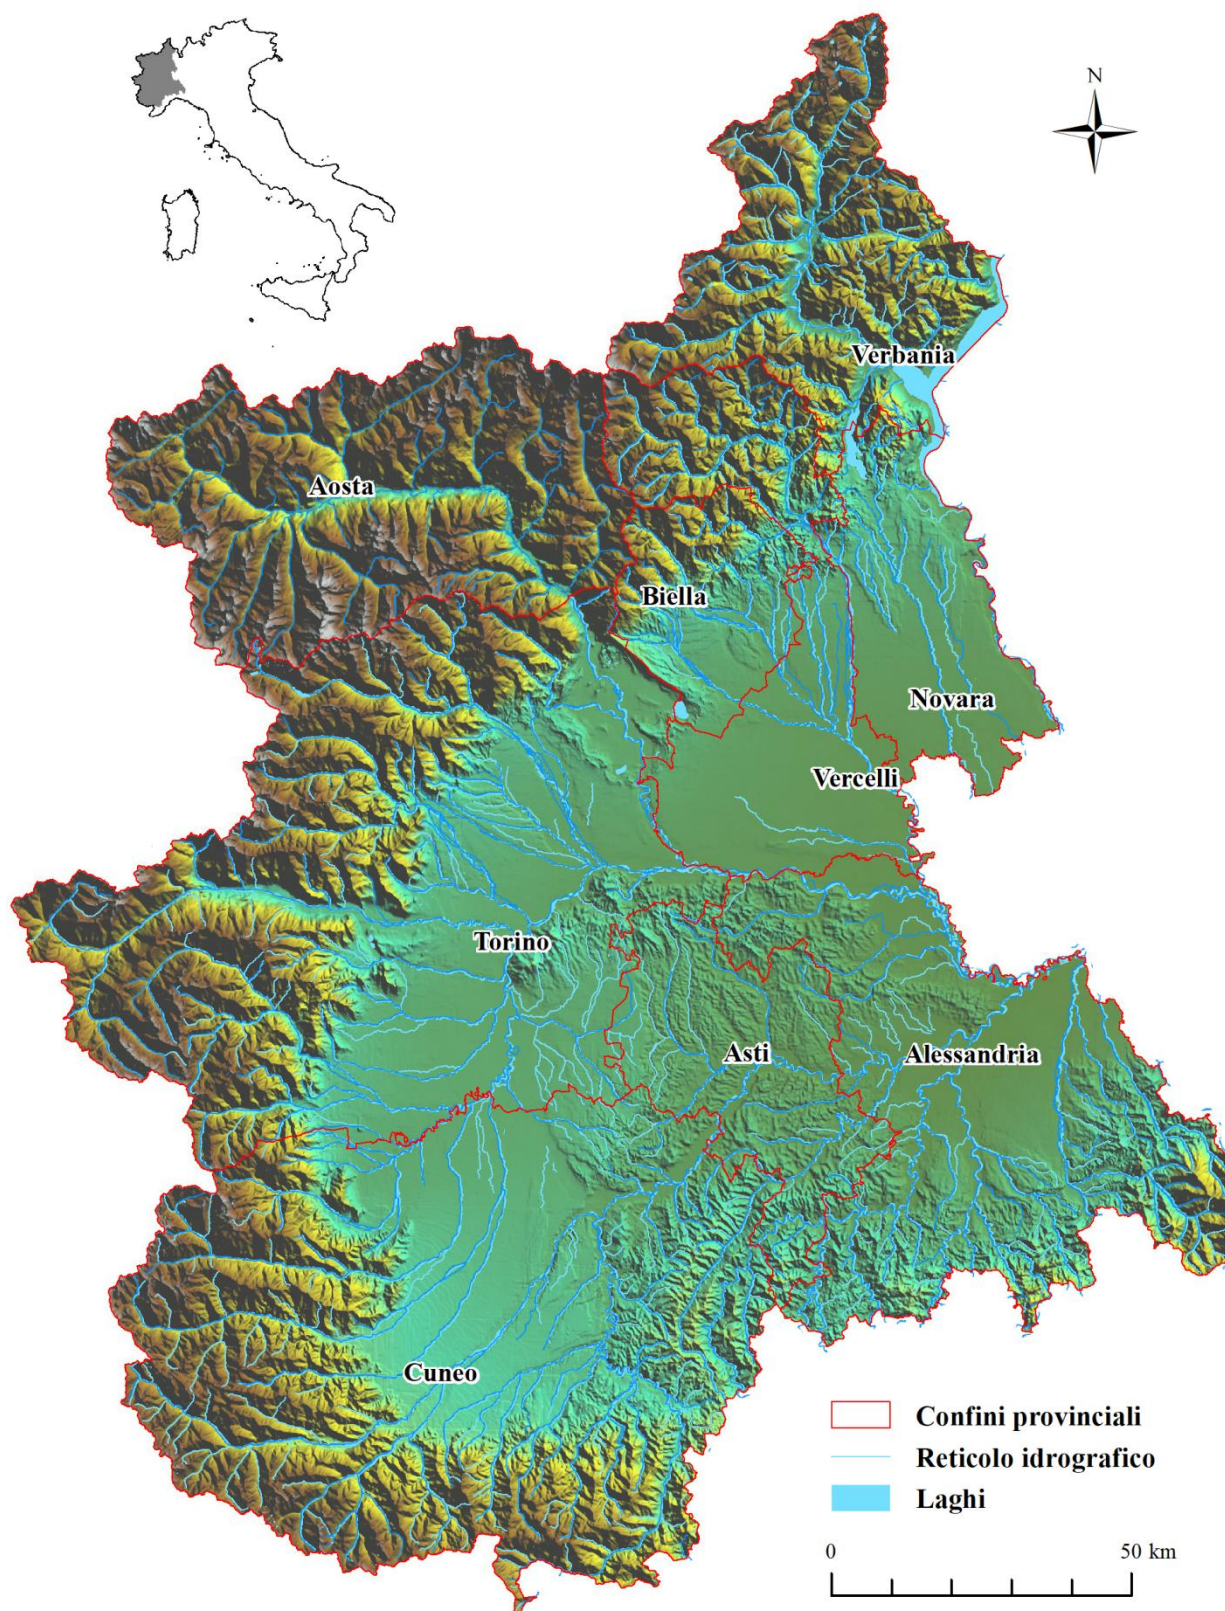 N
Verbania
Aosta
Biella
Novara
Vercelli
Torino
Asti
Alessandria
Cuneo
Confini provinciali
Reticolo idrografico
Laghi
0
50 km